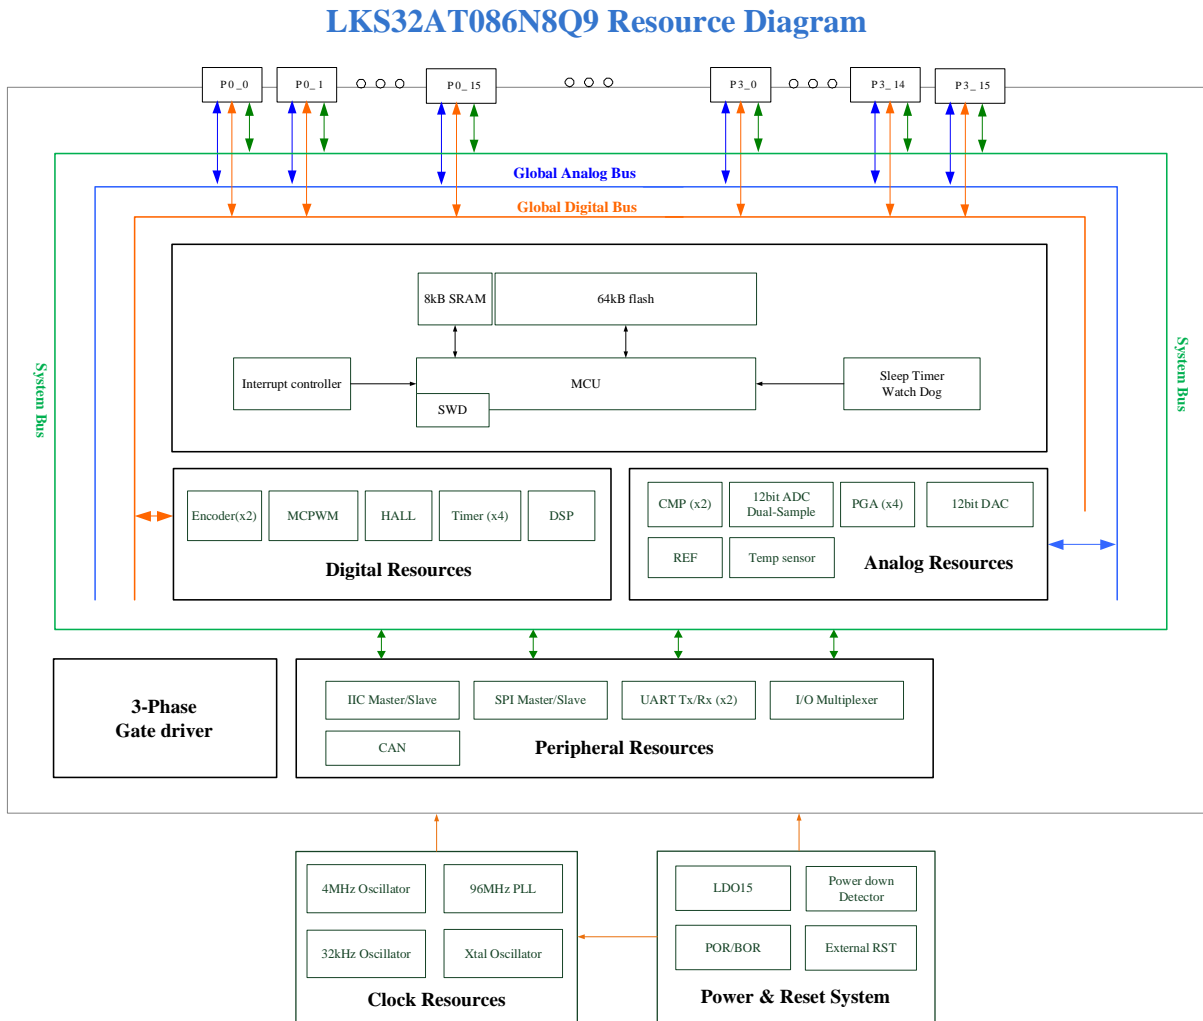 LKS32AT086N8Q9 Resource Diagram
P0_0
P0_1
P0_15
P3_0
P3_14
P3_15
Global Analog Bus
Global Digital Bus
System Bus
System Bus
8kB SRAM
64kB flash
Interrupt controller
MCU
SWD
Sleep Timer
Watch Dog
Encoder(x2)
MCPWM
HALL
Timer (x4)
DSP
Digital Resources
CMP (x2)
12bit ADC
Dual-Sample
PGA (x4)
12bit DAC
REF
Temp sensor
Analog Resources
3-Phase
Gate driver
IIC Master/Slave
SPI Master/Slave
UART Tx/Rx (x2)
I/O Multiplexer
CAN
Peripheral Resources
4MHz Oscillator
96MHz PLL
32kHz Oscillator
Xtal Oscillator
Clock Resources
LDO15
Power down
Detector
POR/BOR
External RST
Power & Reset System